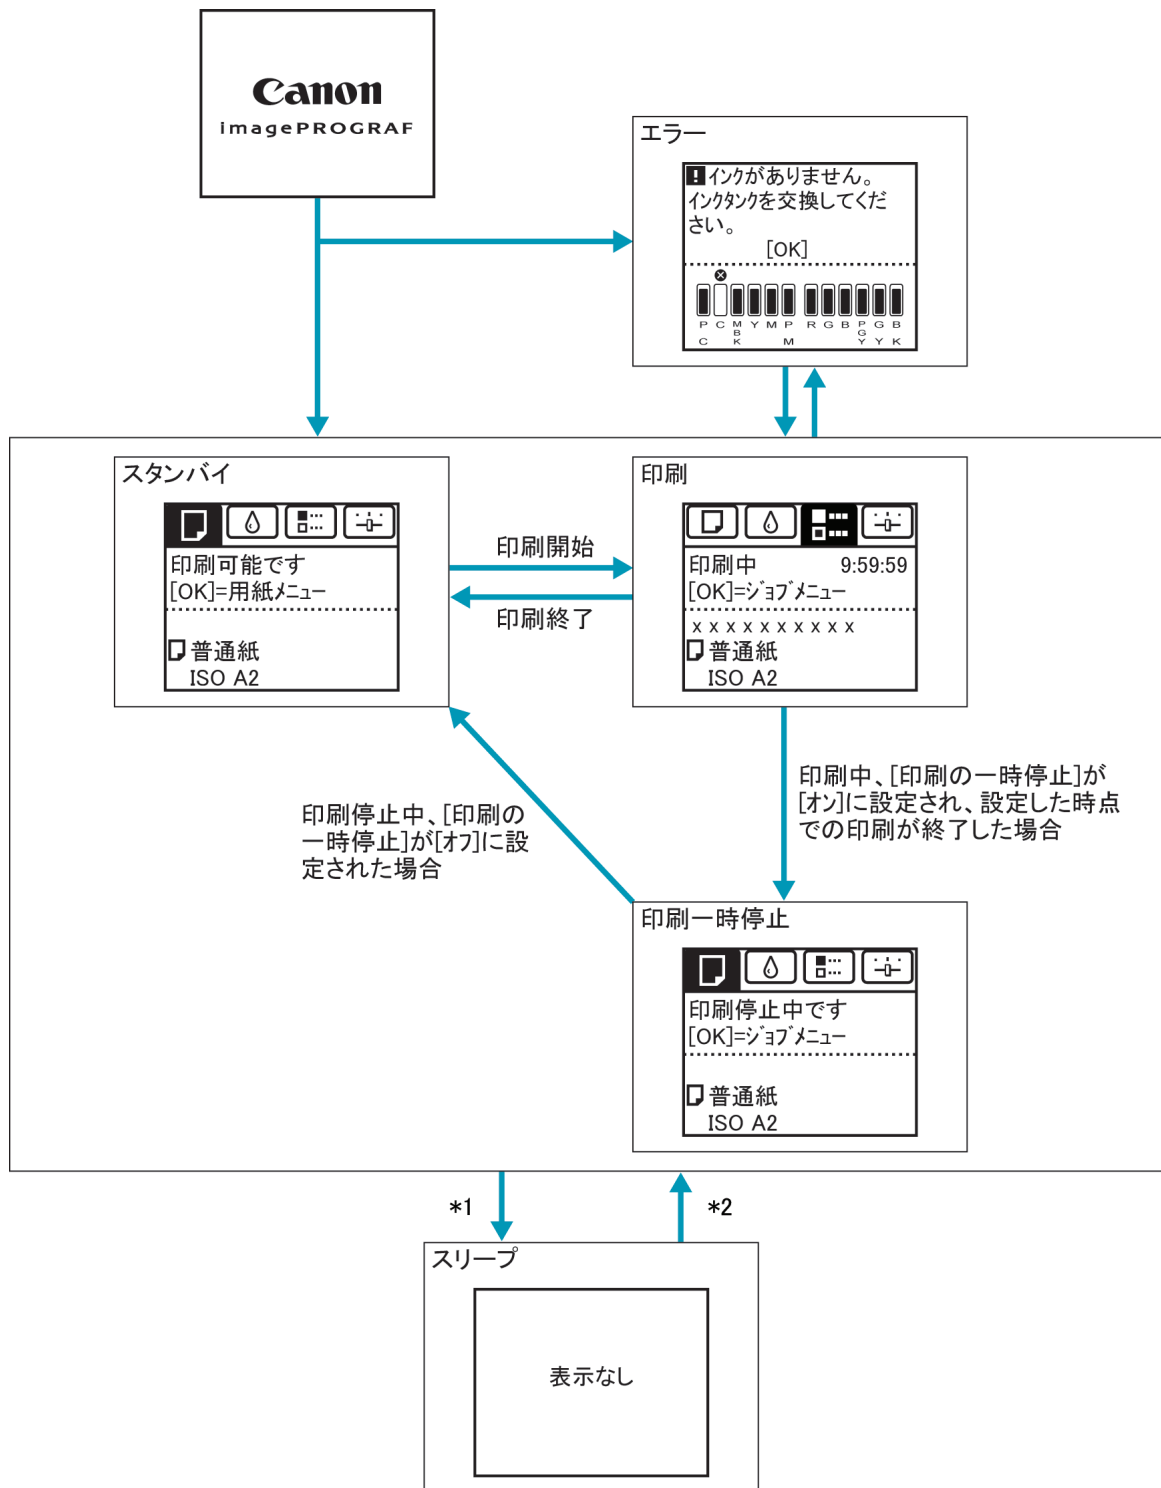 Canon
imagePROGRAF
エラー
インクがありません。
インクタンクを交換してくだ
さい。
[OK]
P C M Y M P R G B P G B
B G
C K M Y Y K
スタンバイ
印刷可能です
[OK]=用紙メニュー
普通紙
ISO A2
印刷開始
印刷終了
印刷
印刷中 9:59:59
[OK]=ジョブメニュー
x x x x x x x x x x
普通紙
ISO A2
印刷停止中、[印刷の
一時停止]が[オフ]に設
定された場合
印刷中、[印刷の一時停止]が
[オン]に設定され、設定した時点
での印刷が終了した場合
印刷一時停止
印刷停止中です
[OK]=ジョブメニュー
普通紙
ISO A2
*1
*2
スリープ
表示なし